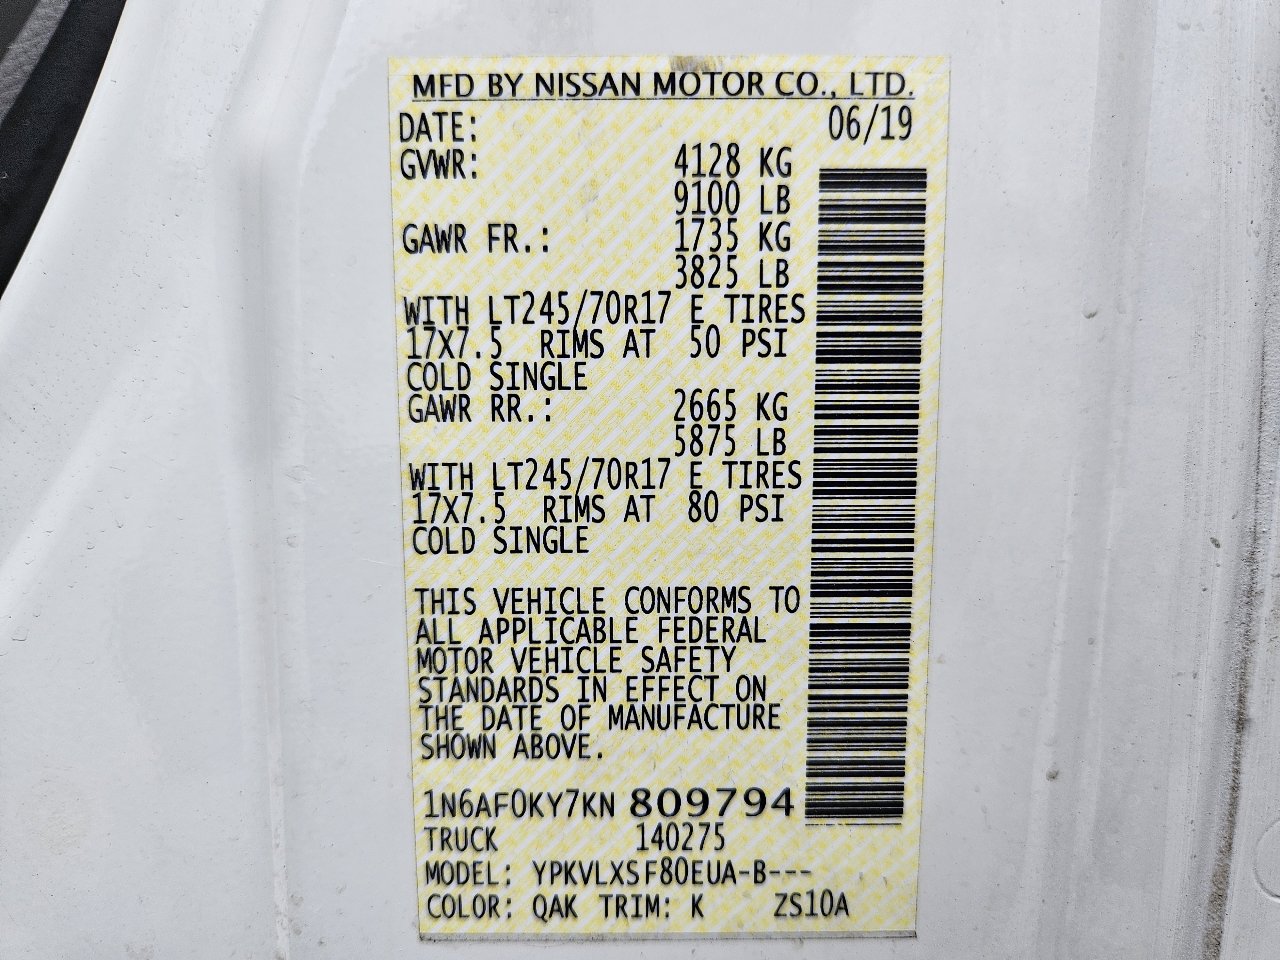 MFD BY NISSAN MOTOR CO., LTD.
DATE: 06/19
GVWR: 4128 KG
9100 LB
GAWR FR.: 1735 KG
3825 LB
WITH LT245/70R17 E TIRES
17X7.5 RIMS AT 50 PSI
COLD SINGLE
GAWR RR.: 2665 KG
5875 LB
WITH LT245/70R17 E TIRES
17X7.5 RIMS AT 80 PSI
COLD SINGLE
THIS VEHICLE CONFORMS TO
ALL APPLICABLE FEDERAL
MOTOR VEHICLE SAFETY
STANDARDS IN EFFECT ON
THE DATE OF MANUFACTURE
SHOWN ABOVE.
1N6AF0KY7KN 809794
TRUCK 140275
MODEL: YPKVLXSF80EUA-B---
COLOR: QAK TRIM: K ZS10A